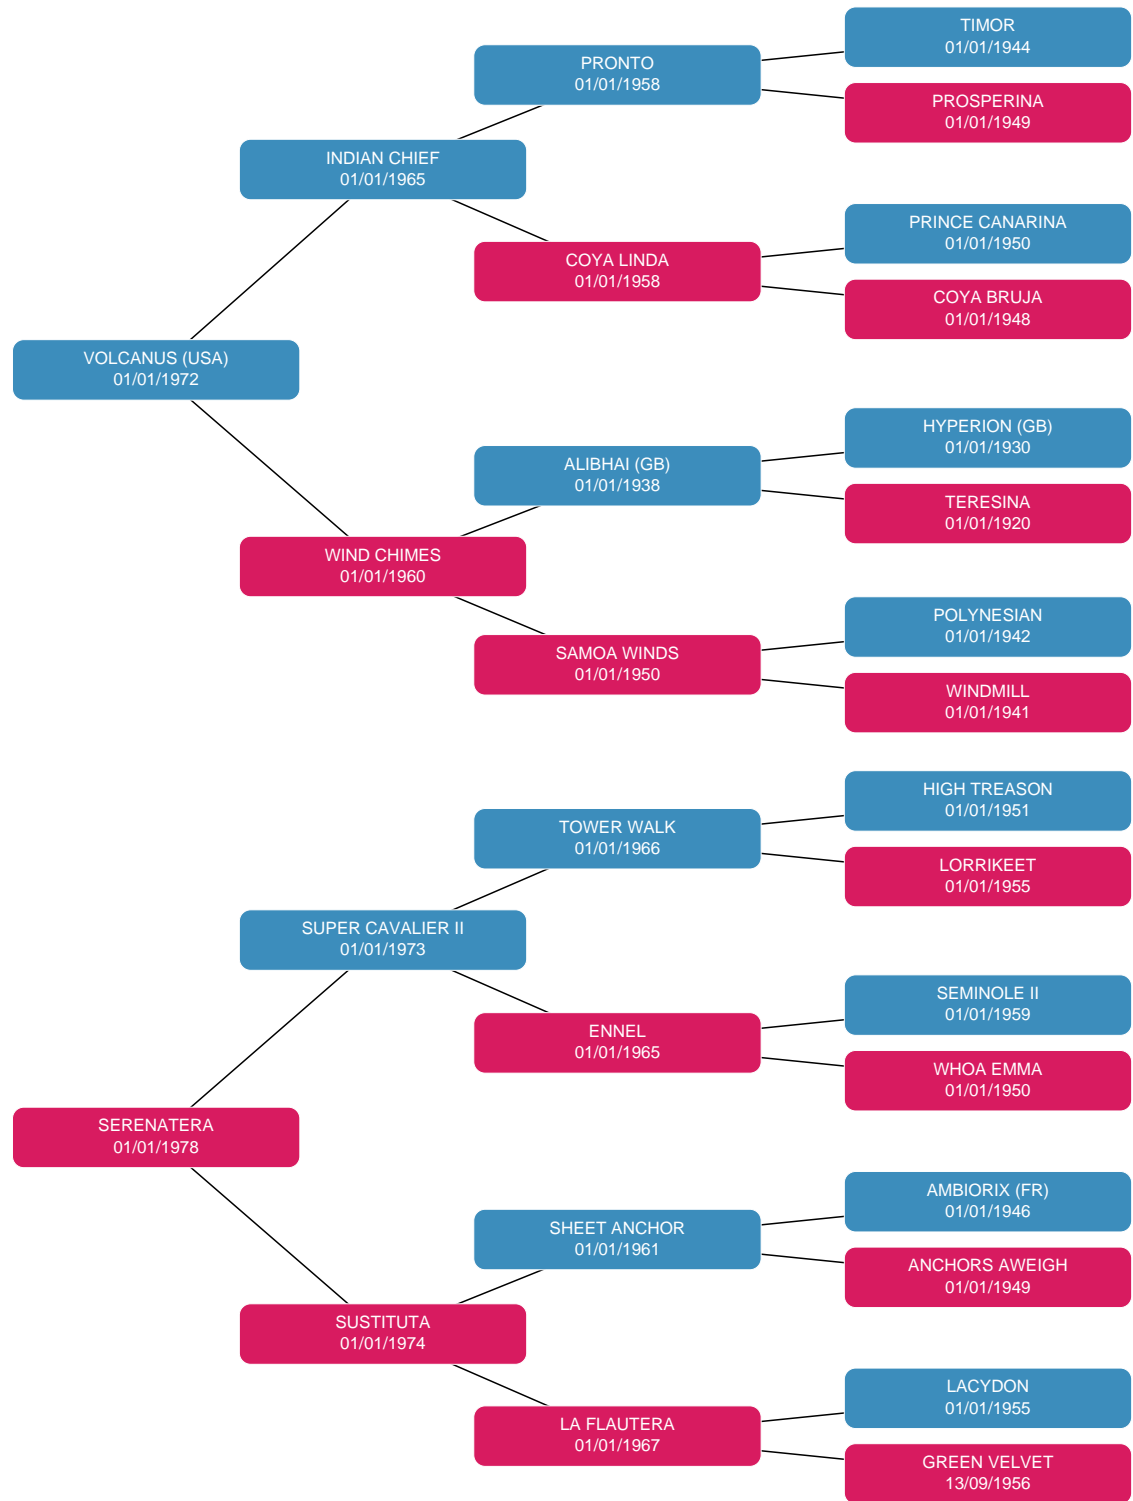 TIMOR
01/01/1944
PRONTO
01/01/1958
PROSPERINA
01/01/1949
INDIAN CHIEF
01/01/1965
PRINCE CANARINA
01/01/1950
COYA LINDA
01/01/1958
COYA BRUJA
01/01/1948
VOLCANUS (USA)
01/01/1972
HYPERION (GB)
01/01/1930
ALIBHAI (GB)
01/01/1938
TERESINA
01/01/1920
WIND CHIMES
01/01/1960
POLYNESIAN
01/01/1942
SAMOA WINDS
01/01/1950
WINDMILL
01/01/1941
HIGH TREASON
01/01/1951
TOWER WALK
01/01/1966
LORRIKEET
01/01/1955
SUPER CAVALIER II
01/01/1973
SEMINOLE II
01/01/1959
ENNEL
01/01/1965
WHOA EMMA
01/01/1950
SERENATERA
01/01/1978
AMBIORIX (FR)
01/01/1946
SHEET ANCHOR
01/01/1961
ANCHORS AWEIGH
01/01/1949
SUSTITUTA
01/01/1974
LACYDON
01/01/1955
LA FLAUTERA
01/01/1967
GREEN VELVET
13/09/1956